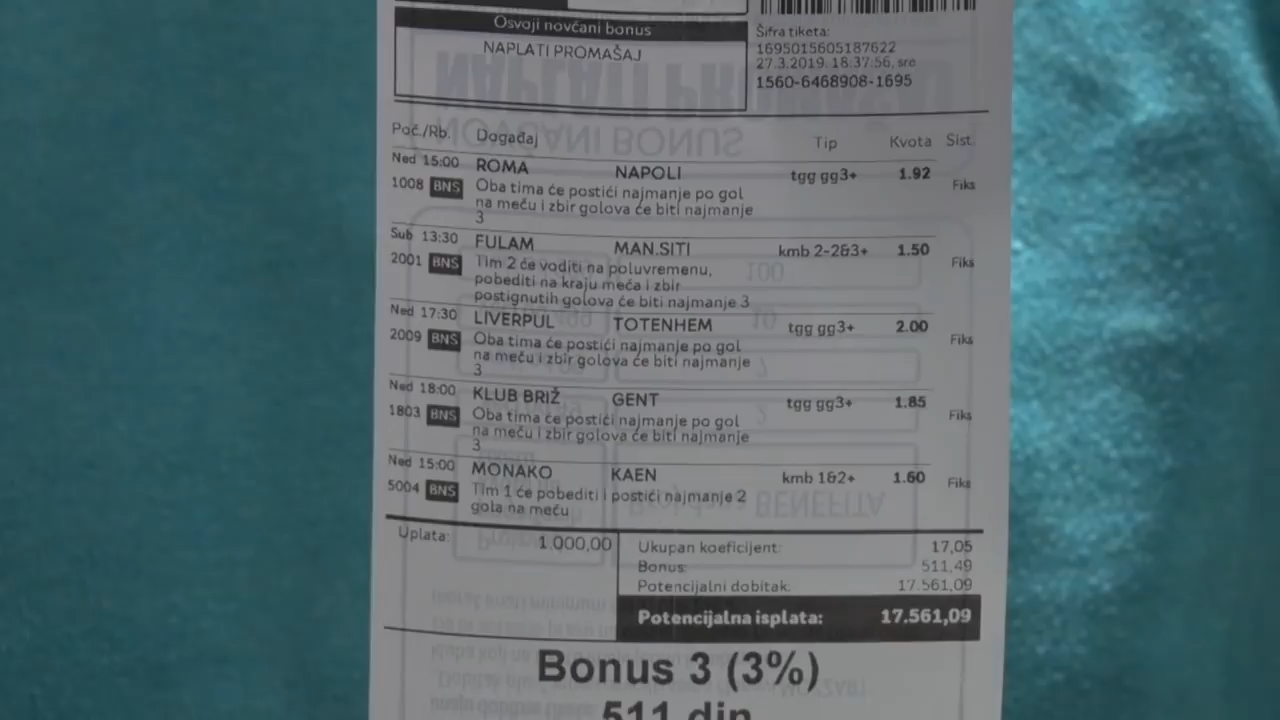 Osvoji novčani bonus
NAPLATI PROMAŠAJ
Šifra tiketa:
1695015605187622
27.3.2019. 18:37:56, sre
1560-6468908-1695
Poč./Rb. Događaj Tip Kvota Sist.
Ned 15:00 ROMA NAPOLI tgg gg3+ 1.92
1008 BNS Oba tima će postići najmanje po gol Fiks
na meču i zbir golova će biti najmanje
3
Sub 13:30 FULAM MAN.SITI kmb 2-2&3+ 1.50
2001 BNS Tim 2 će voditi na poluvremenu, Fiks
pobediti na kraju meča i zbir
postignutih golova će biti najmanje 3
Ned 17:30 LIVERPUL TOTENHEM tgg gg3+ 2.00
2009 BNS Oba tima će postići najmanje po gol Fiks
na meču i zbir golova će biti najmanje
3
Ned 18:00 KLUB BRIŽ GENT tgg gg3+ 1.85
1803 BNS Oba tima će postići najmanje po gol Fiks
na meču i zbir golova će biti najmanje
3
Ned 15:00 MONAKO KAEN kmb 1&2+ 1.60
5004 BNS Tim 1 će pobediti i postići najmanje 2 Fiks
gola na meču
Uplata: 1.000,00
Ukupan koeficijent: 17,05
Bonus: 511,49
Potencijalni dobitak: 17.561,09
Potencijalna isplata: 17.561,09
Bonus 3 (3%)
511 din